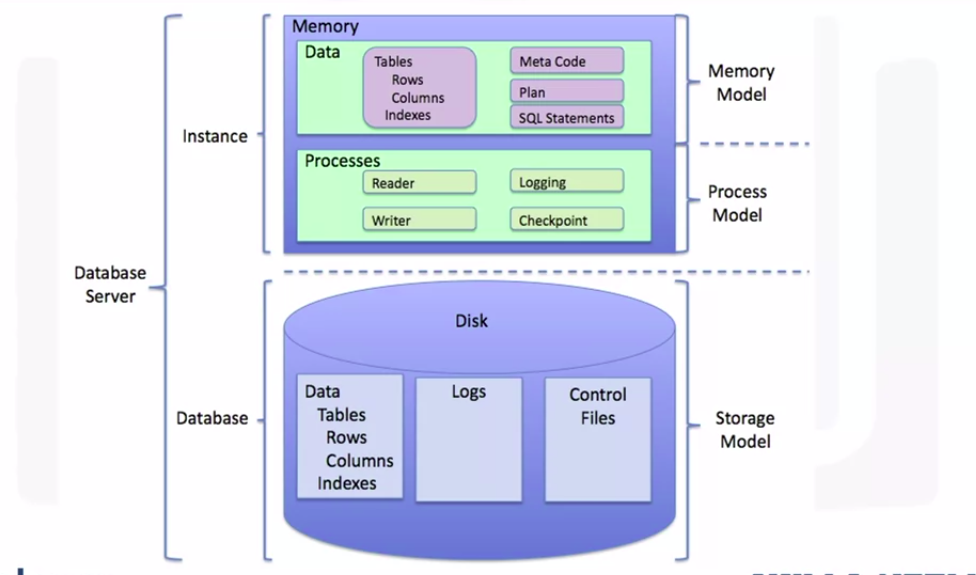 Memory
Data
Tables
Rows
Columns
Indexes
Meta Code
Plan
SQL Statements
Memory
Model
Instance
Processes
Reader
Logging
Writer
Checkpoint
Process
Model
Database
Server
Disk
Data
Tables
Rows
Columns
Indexes
Logs
Control
Files
Database
Storage
Model